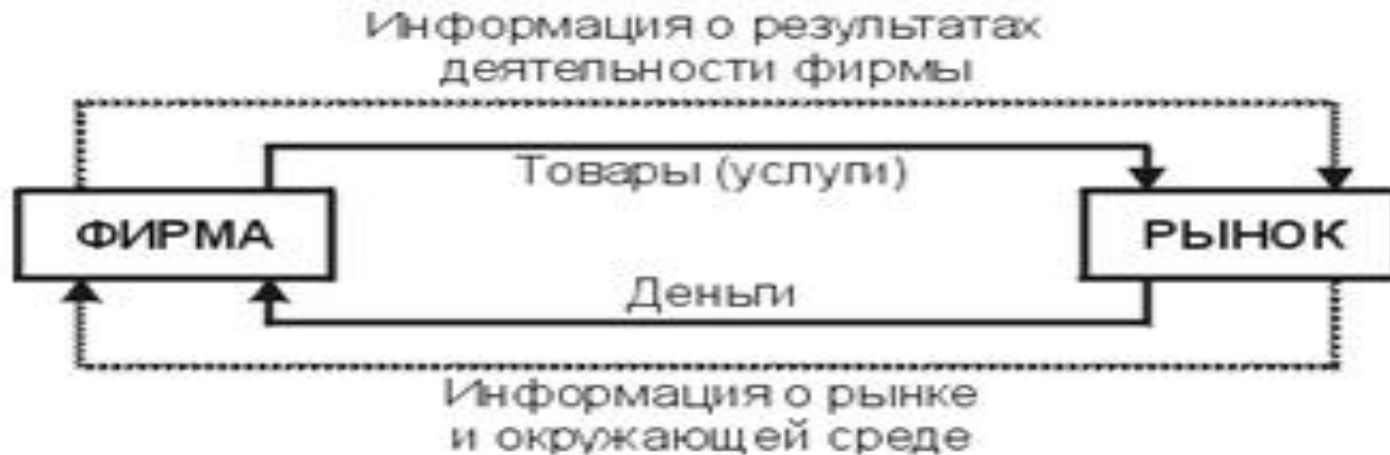 Информация о результатах
деятельности фирмы
Товары (услуги)
ФИРМА
РЫНОК
Деньги
Информация о рынке
и окружающей среде